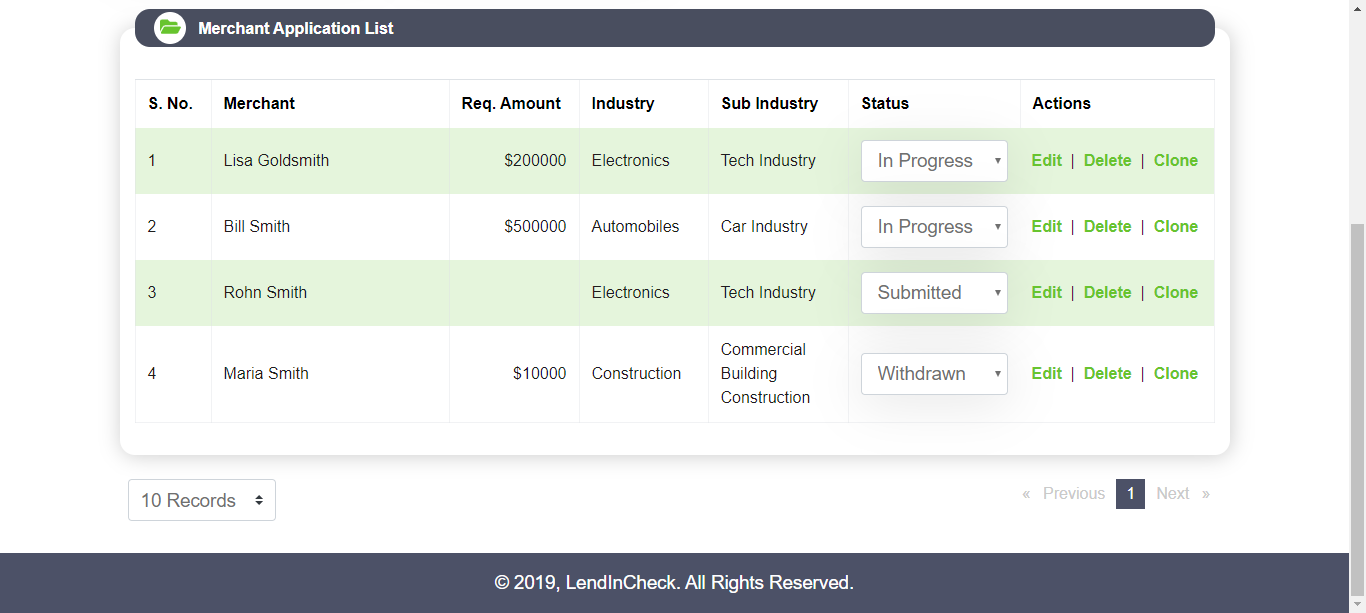 Merchant Application List
S. No. Merchant Req. Amount Industry Sub Industry Status Actions
1 Lisa Goldsmith $200000 Electronics Tech Industry In Progress Edit | Delete | Clone
2 Bill Smith $500000 Automobiles Car Industry In Progress Edit | Delete | Clone
3 Rohn Smith Electronics Tech Industry Submitted Edit | Delete | Clone
4 Maria Smith $10000 Construction Commercial Building Construction Withdrawn Edit | Delete | Clone
10 Records « Previous 1 Next »
© 2019, LendInCheck. All Rights Reserved.